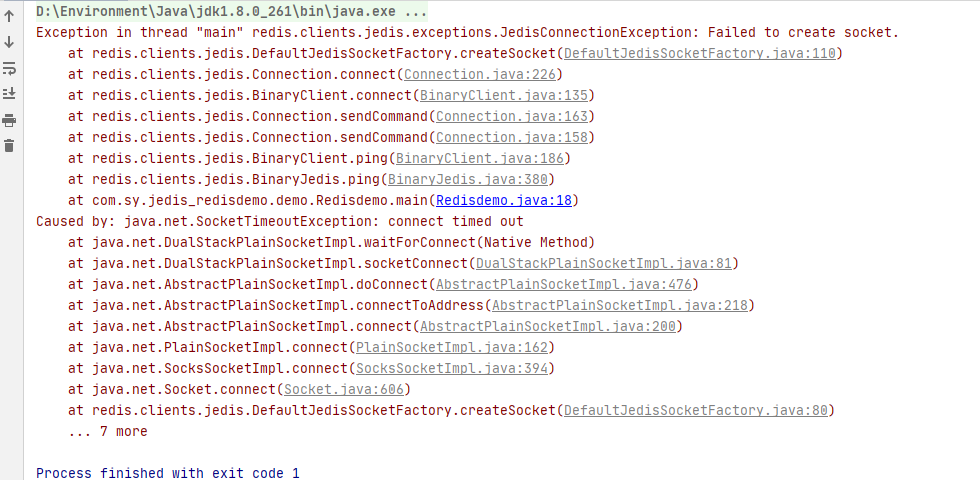 D:\Environment\Java\jdk1.8.0_261\bin\java.exe ...
Exception in thread "main" redis.clients.jedis.exceptions.JedisConnectionException: Failed to create socket.
    at redis.clients.jedis.DefaultJedisSocketFactory.createSocket(DefaultJedisSocketFactory.java:110)
    at redis.clients.jedis.Connection.connect(Connection.java:226)
    at redis.clients.jedis.BinaryClient.connect(BinaryClient.java:135)
    at redis.clients.jedis.Connection.sendCommand(Connection.java:163)
    at redis.clients.jedis.Connection.sendCommand(Connection.java:158)
    at redis.clients.jedis.BinaryClient.ping(BinaryClient.java:186)
    at redis.clients.jedis.BinaryJedis.ping(BinaryJedis.java:380)
    at com.sy.jedis_redisdemo.demo.Redisdemo.main(Redisdemo.java:18)
Caused by: java.net.SocketTimeoutException: connect timed out
    at java.net.DualStackPlainSocketImpl.waitForConnect(Native Method)
    at java.net.DualStackPlainSocketImpl.socketConnect(DualStackPlainSocketImpl.java:81)
    at java.net.AbstractPlainSocketImpl.doConnect(AbstractPlainSocketImpl.java:476)
    at java.net.AbstractPlainSocketImpl.connectToAddress(AbstractPlainSocketImpl.java:218)
    at java.net.AbstractPlainSocketImpl.connect(AbstractPlainSocketImpl.java:200)
    at java.net.PlainSocketImpl.connect(PlainSocketImpl.java:162)
    at java.net.SocksSocketImpl.connect(SocksSocketImpl.java:394)
    at java.net.Socket.connect(Socket.java:606)
    at redis.clients.jedis.DefaultJedisSocketFactory.createSocket(DefaultJedisSocketFactory.java:80)
    ... 7 more
Process finished with exit code 1